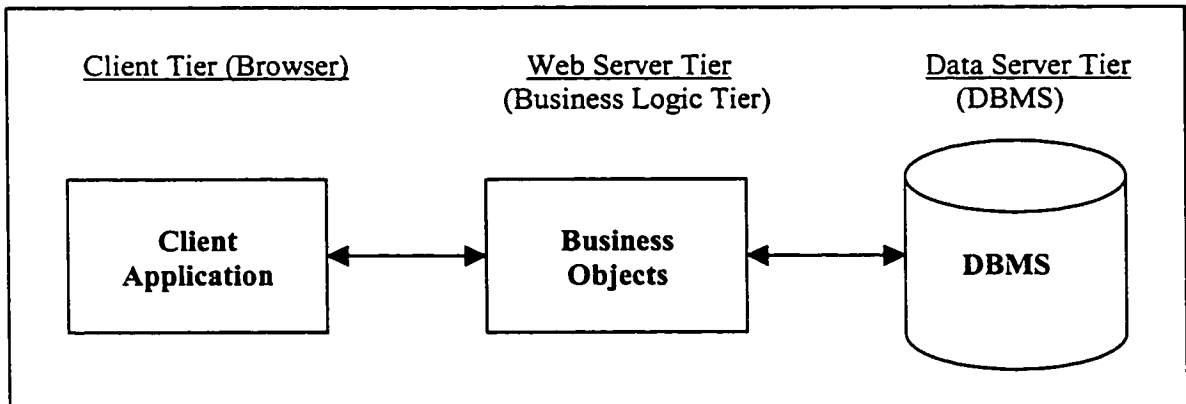 Client Tier (Browser)
Web Server Tier
(Business Logic Tier)
Data Server Tier
(DBMS)
Client
Application
Business
Objects
DBMS